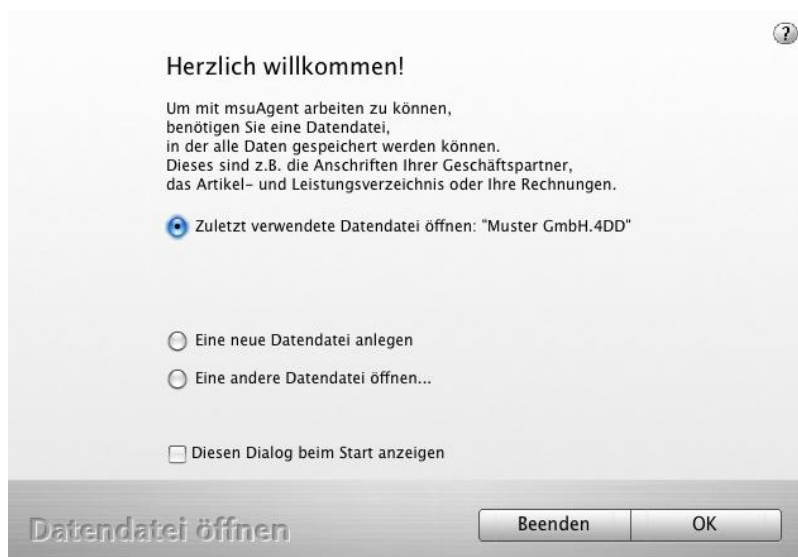 ?
Herzlich willkommen!
Um mit msuAgent arbeiten zu können,
benötigen Sie eine Datendatei,
in der alle Daten gespeichert werden können.
Dieses sind z.B. die Anschriften Ihrer Geschäftspartner,
das Artikel- und Leistungsverzeichnis oder Ihre Rechnungen.
Zuletzt verwendete Datendatei öffnen: "Muster GmbH.4DD"
Eine neue Datendatei anlegen
Eine andere Datendatei öffnen...
Diesen Dialog beim Start anzeigen
Datendatei öffnen
Beenden
OK